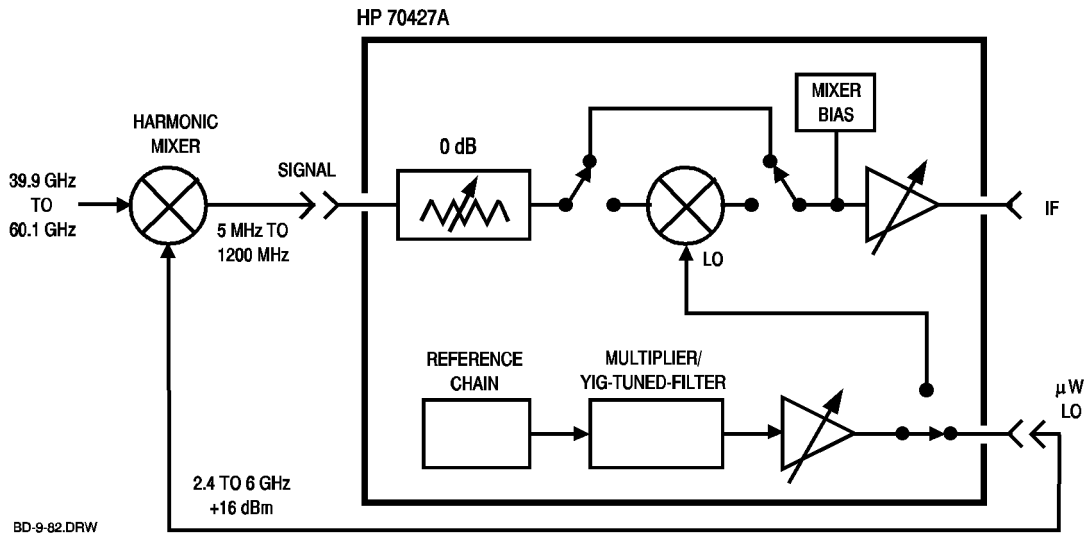 HP 70427A
MIXER
BIAS
HARMONIC
MIXER
0 dB
SIGNAL
39.9 GHz
TO
60.1 GHz
5 MHz TO
1200 MHz
IF
LO
REFERENCE
CHAIN
MULTIPLIER/
YIG-TUNED-FILTER
µW
LO
2.4 TO 6 GHz
+16 dBm
BD-9-82.DRW